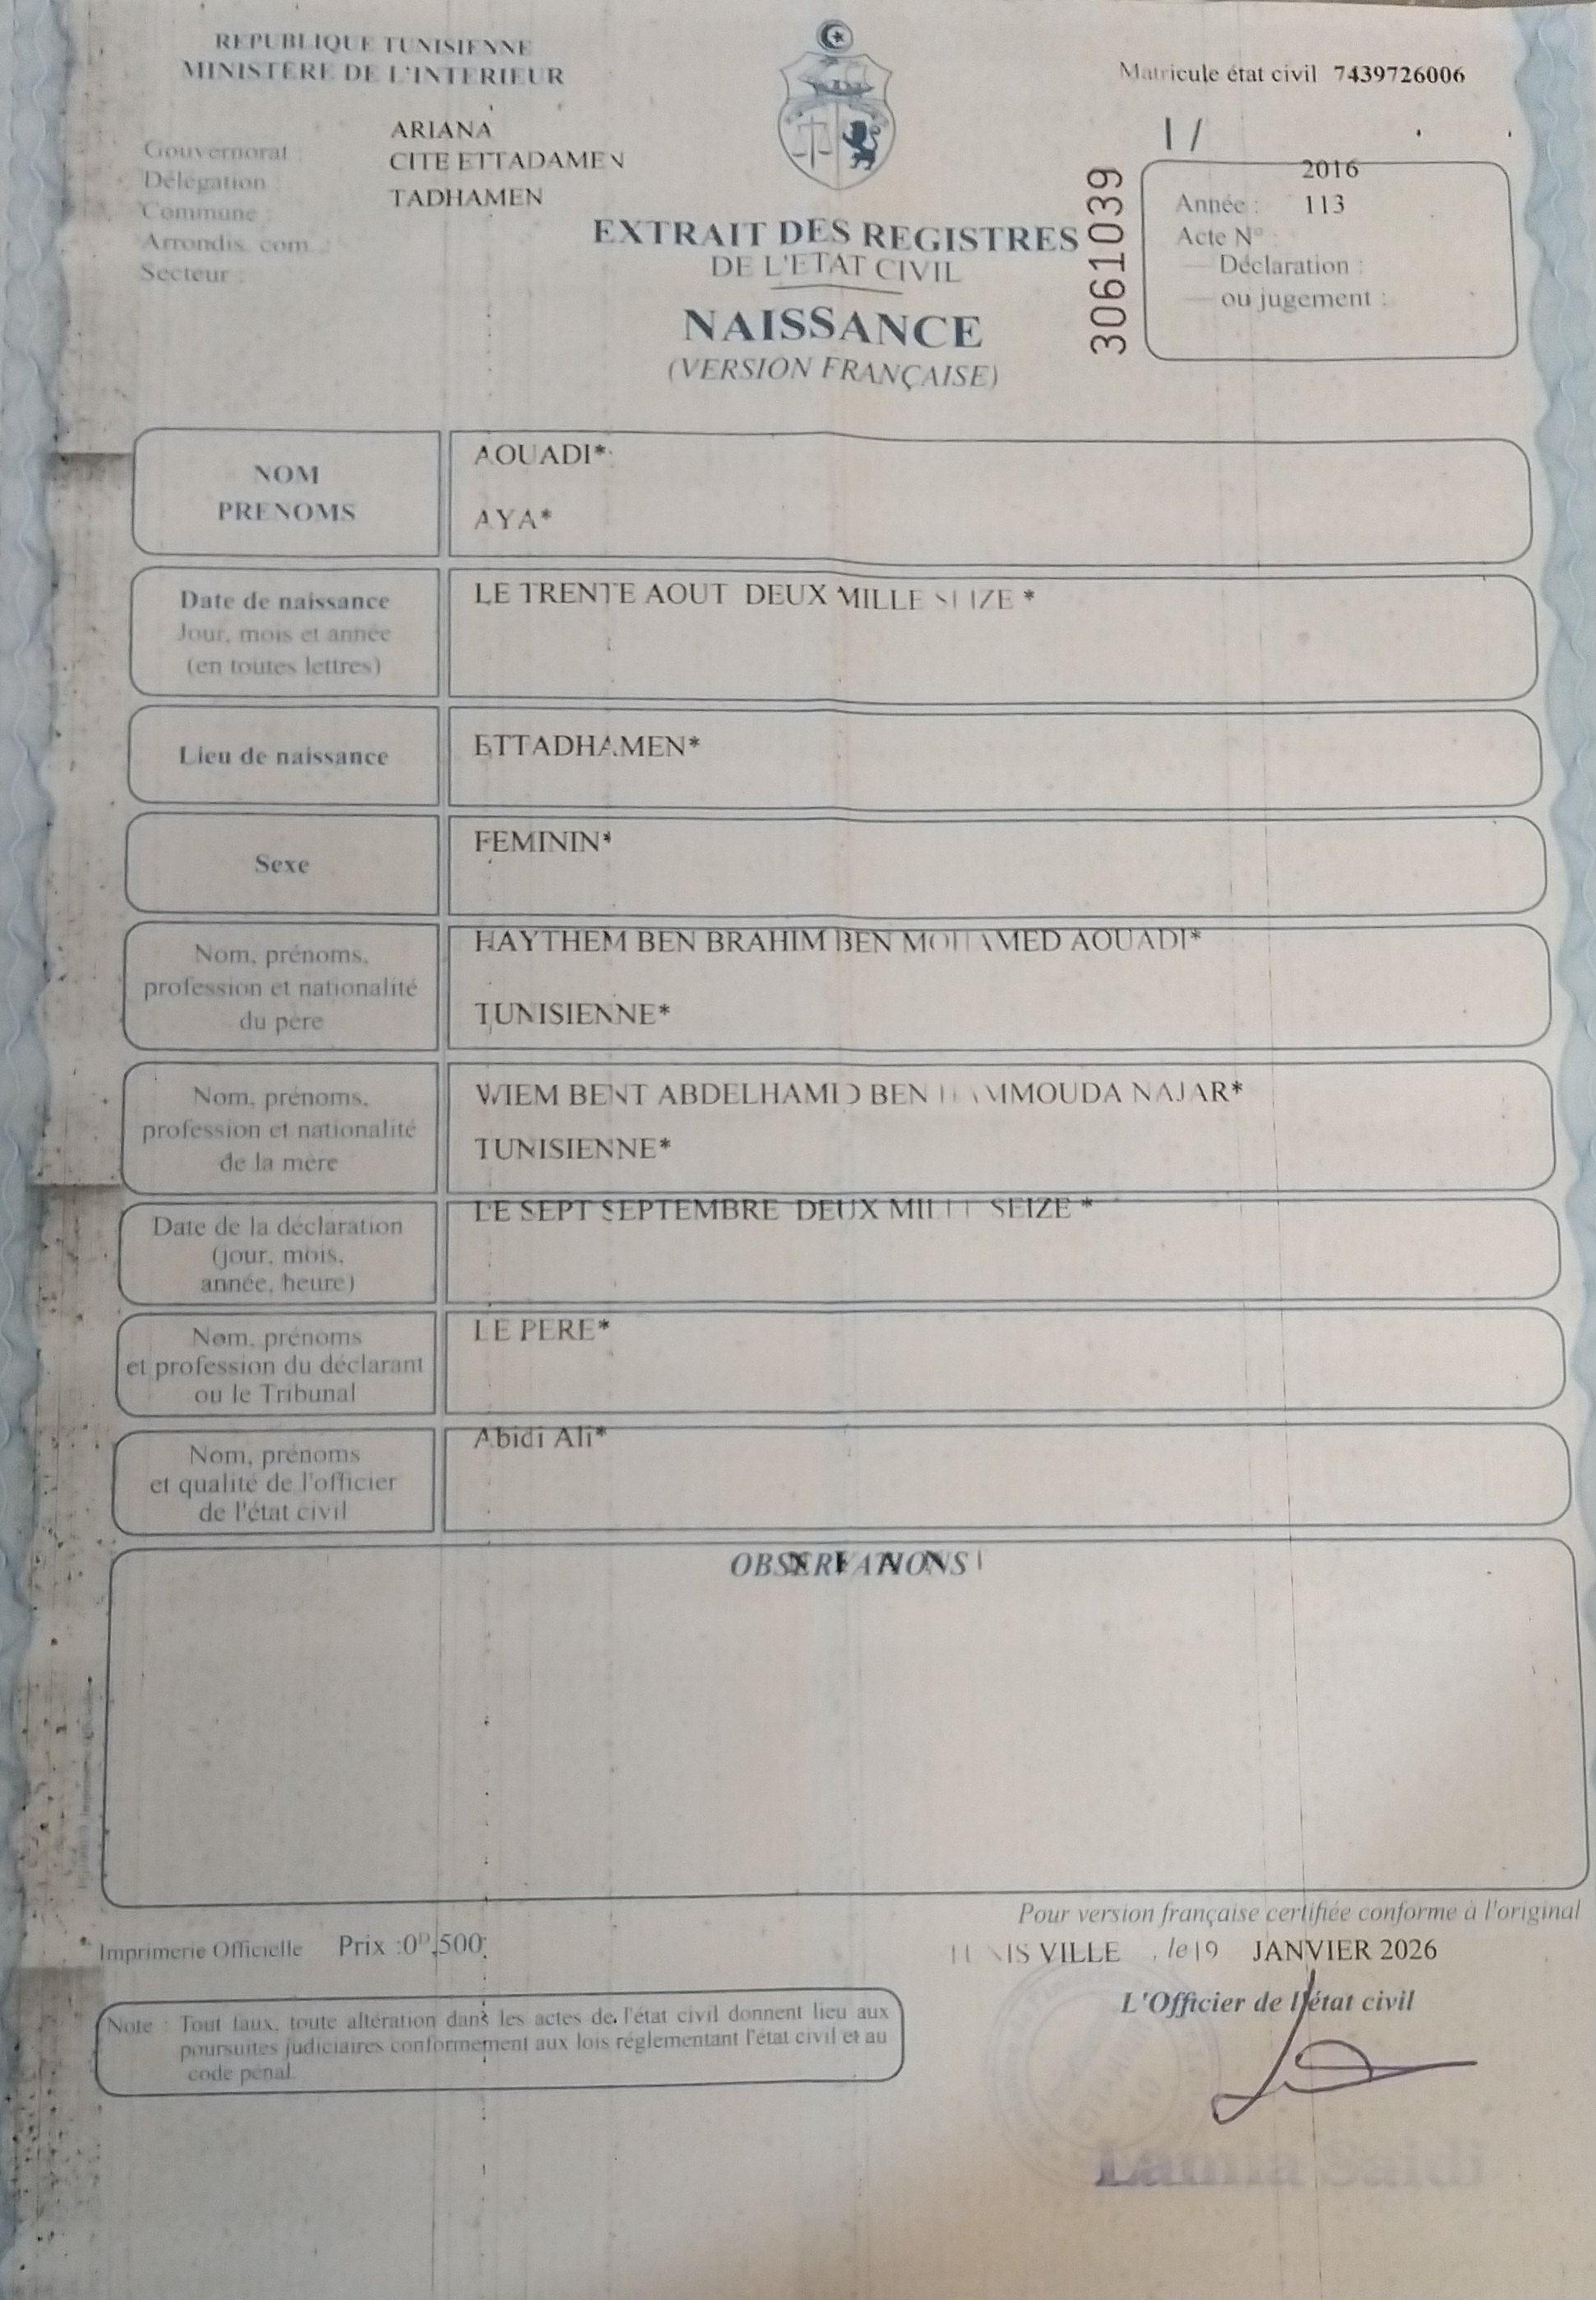 REPUBLIQUE TUNISIENNE
MINISTERE DE L'INTERIEUR
Matricule état civil 7439726006
Gouvernorat : ARIANA
Délégation CITE ETTADAMEN
Commune : TADHAMEN
Arrondis. com. :
Secteur :
1/
3061039
2016
Année : 113
Acte N° :
— Déclaration :
— ou jugement :
EXTRAIT DES REGISTRES
DE L'ETAT CIVIL
NAISSANCE
(VERSION FRANÇAISE)
NOM
PRENOMS
AOUADI*
AYA*
Date de naissance
Jour, mois et année
(en toutes lettres)
LE TRENTE AOUT DEUX MILLE SEIZE *
Lieu de naissance
ETTADHAMEN*
Sexe
FEMININ*
Nom, prénoms,
profession et nationalité
du père
HAYTHEM BEN BRAHIM BEN MOHAMED AOUADI*
TUNISIENNE*
Nom, prénoms,
profession et nationalité
de la mère
WIEM BENT ABDELHAMID BEN HAMMOUDA NAJAR*
TUNISIENNE*
Date de la déclaration
(jour, mois,
année, heure)
LE SEPT SEPTEMBRE DEUX MILLE SEIZE *
Nom, prénoms
et profession du déclarant
ou le Tribunal
LE PERE*
Nom, prénoms
et qualité de l'officier
de l'état civil
Abidi Ali*
OBSERVATIONS
Pour version française certifiée conforme à l'original
Imprimerie Officielle Prix :0ᴰ,500
TUNIS VILLE , le 19 JANVIER 2026
L'Officier de l'état civil
Note : Tout faux, toute altération dans les actes de l'état civil donnent lieu aux
poursuites judiciaires conformement aux lois réglementant l'état civil et au
code pénal.
Lamia Saidi